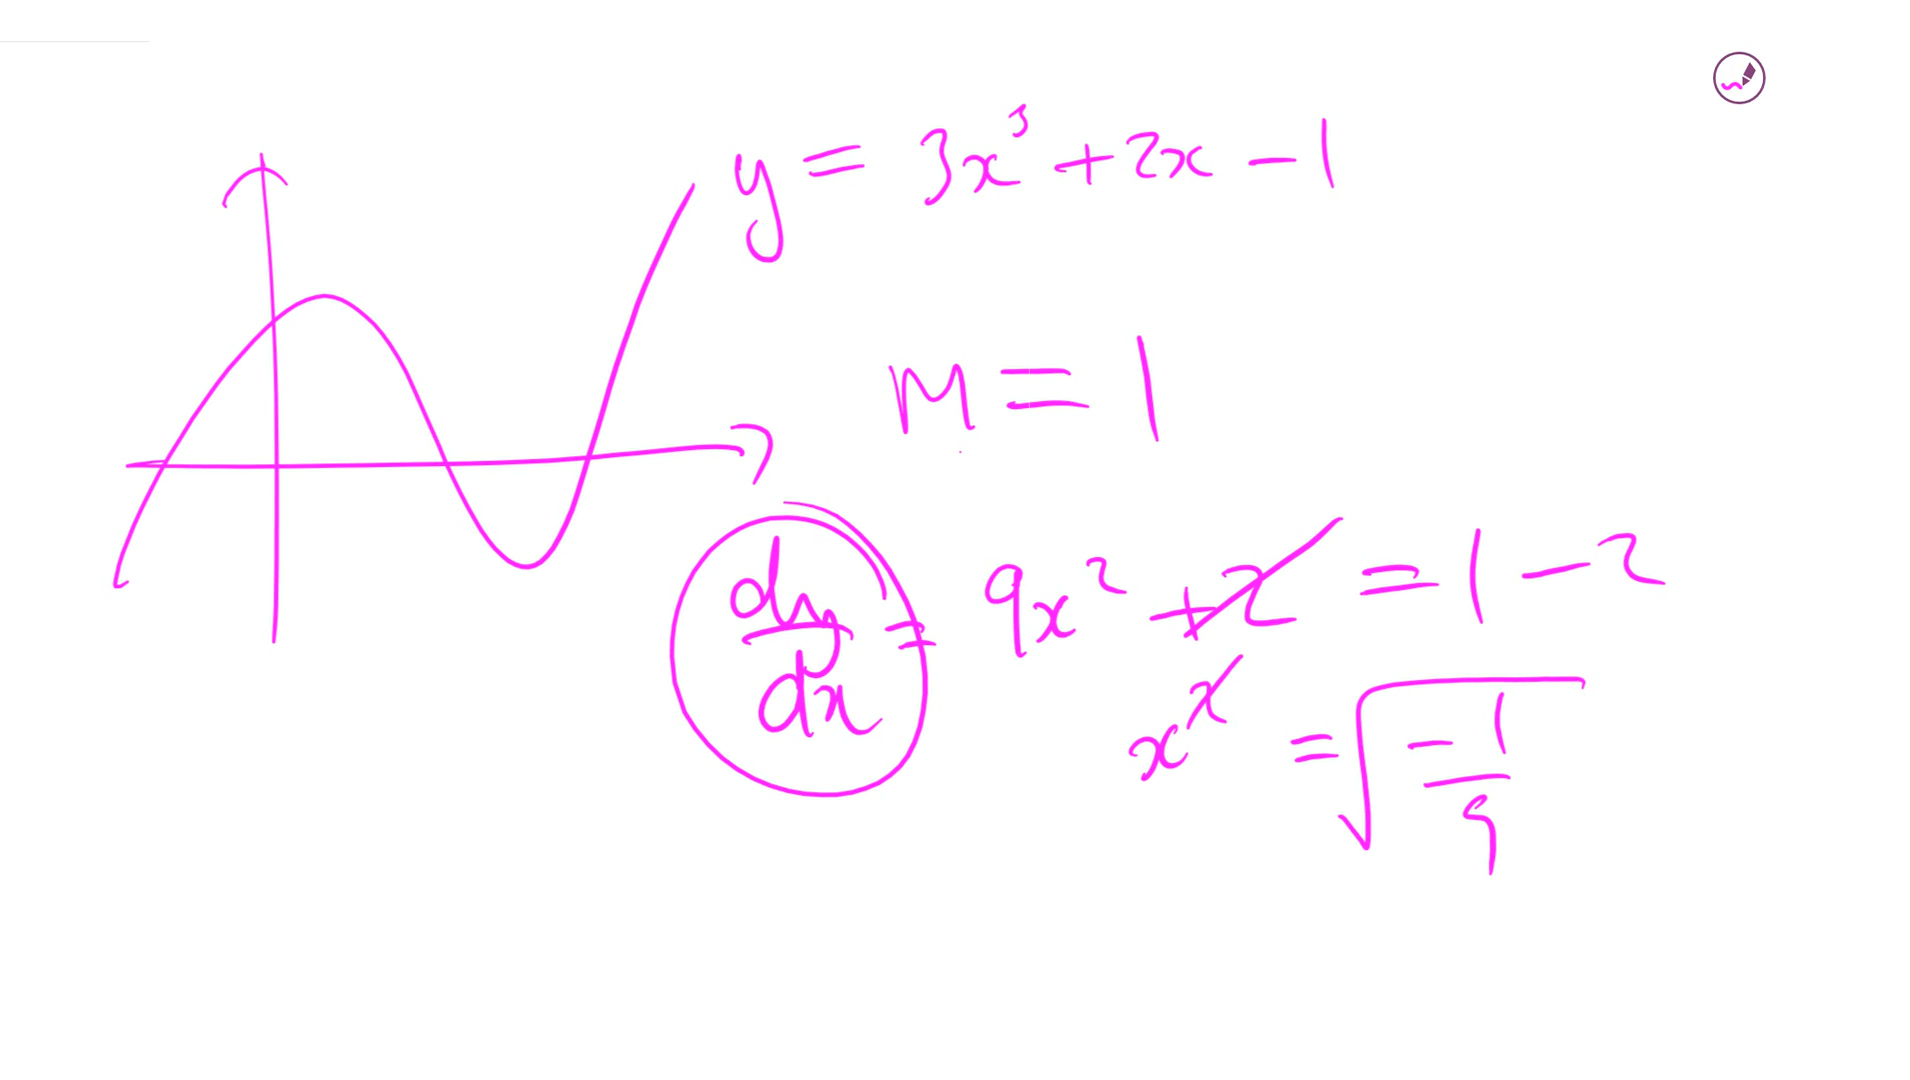 y = 3x³ + 2x - 1
M = 1
dy/dx = 9x² + 2 = 1 - 2
x² = √(-1/9)